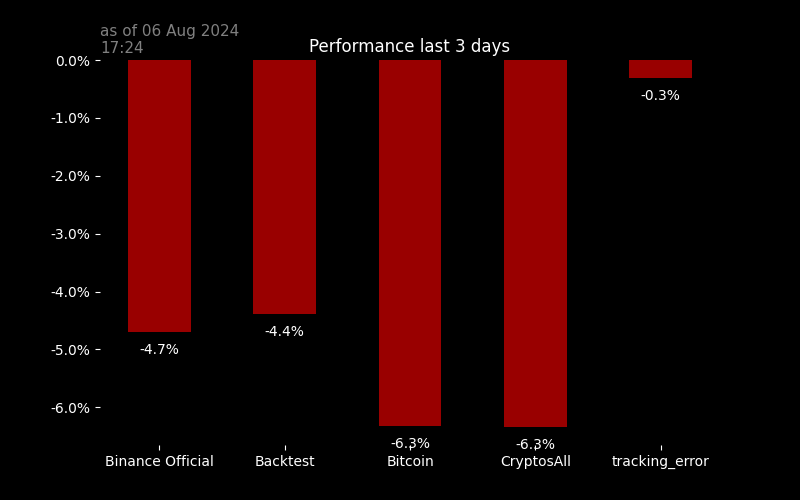 as of 06 Aug 2024
17:24
Performance last 3 days
0.0%
-1.0%
-2.0%
-3.0%
-4.0%
-5.0%
-6.0%
-4.7%
-4.4%
-6.3%
-6.3%
-0.3%
Binance Official
Backtest
Bitcoin
CryptosAll
tracking_error